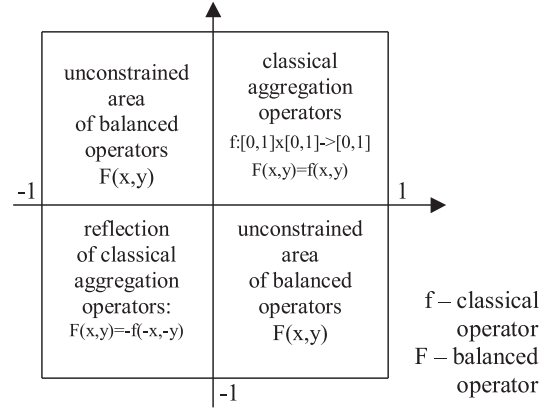 unconstrained
area
of balanced
operators
F(x,y)
classical
aggregation
operators
f:[0,1]x[0,1]->[0,1]
F(x,y)=f(x,y)
-1
1
reflection
of classical
aggregation
operators:
F(x,y)=-f(-x,-y)
unconstrained
area
of balanced
operators
F(x,y)
-1
f – classical
operator
F – balanced
operator